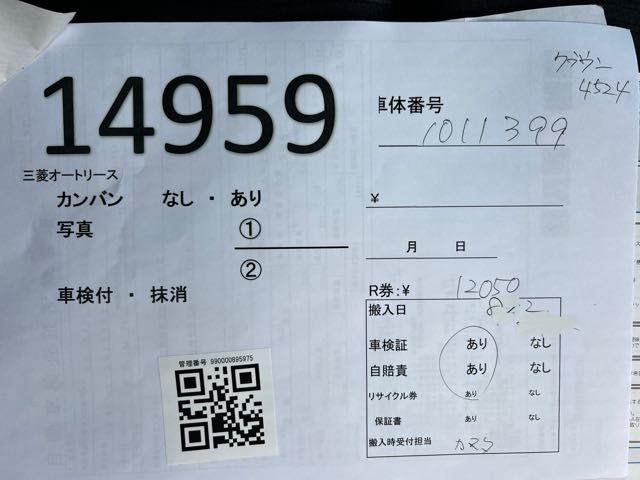 クラウン
4524
14959
車体番号
1011399
三菱オートリース
カンバン なし ・ あり
¥
写真 ①
②
月 日
車検付 ・ 抹消
R券:¥ 12050
搬入日 8/2
車検証 あり なし
自賠責 あり なし
リサイクル券 あり なし
保証書 あり なし
搬入時受付担当
管理番号 990000895975